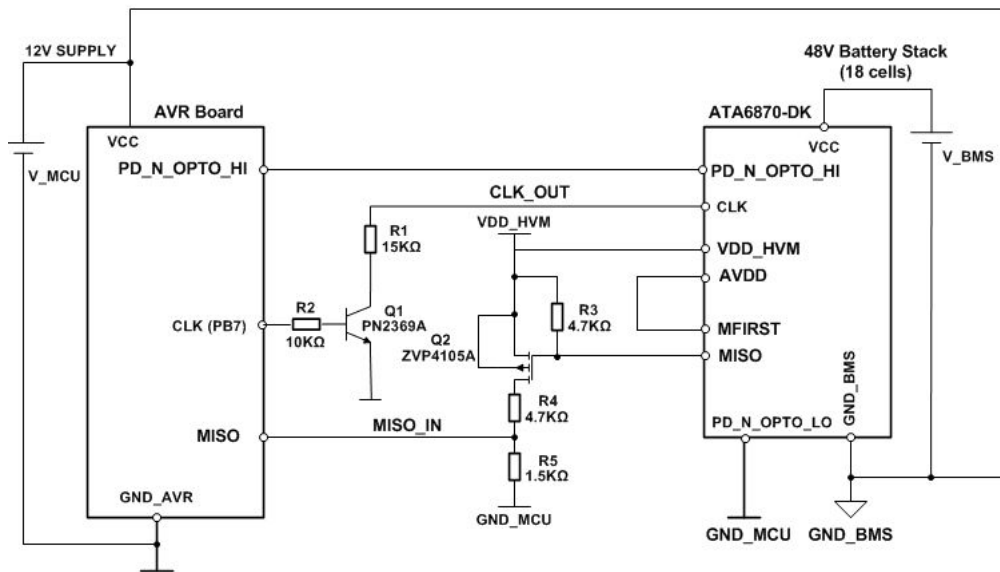 12V SUPPLY
48V Battery Stack
(18 cells)
AVR Board
ATA6870-DK
VCC
VCC
V_MCU
V_BMS
PD_N_OPTO_HI
PD_N_OPTO_HI
CLK_OUT
CLK
VDD_HVM
R1
15KΩ
VDD_HVM
AVDD
R3
4.7KΩ
R2
10KΩ
CLK (PB7)
Q1
PN2369A
MFIRST
Q2
ZVP4105A
MISO
GND_BMS
R4
4.7KΩ
MISO
MISO_IN
PD_N_OPTO_LO
R5
1.5KΩ
GND_AVR
GND_MCU
GND_MCU
GND_BMS